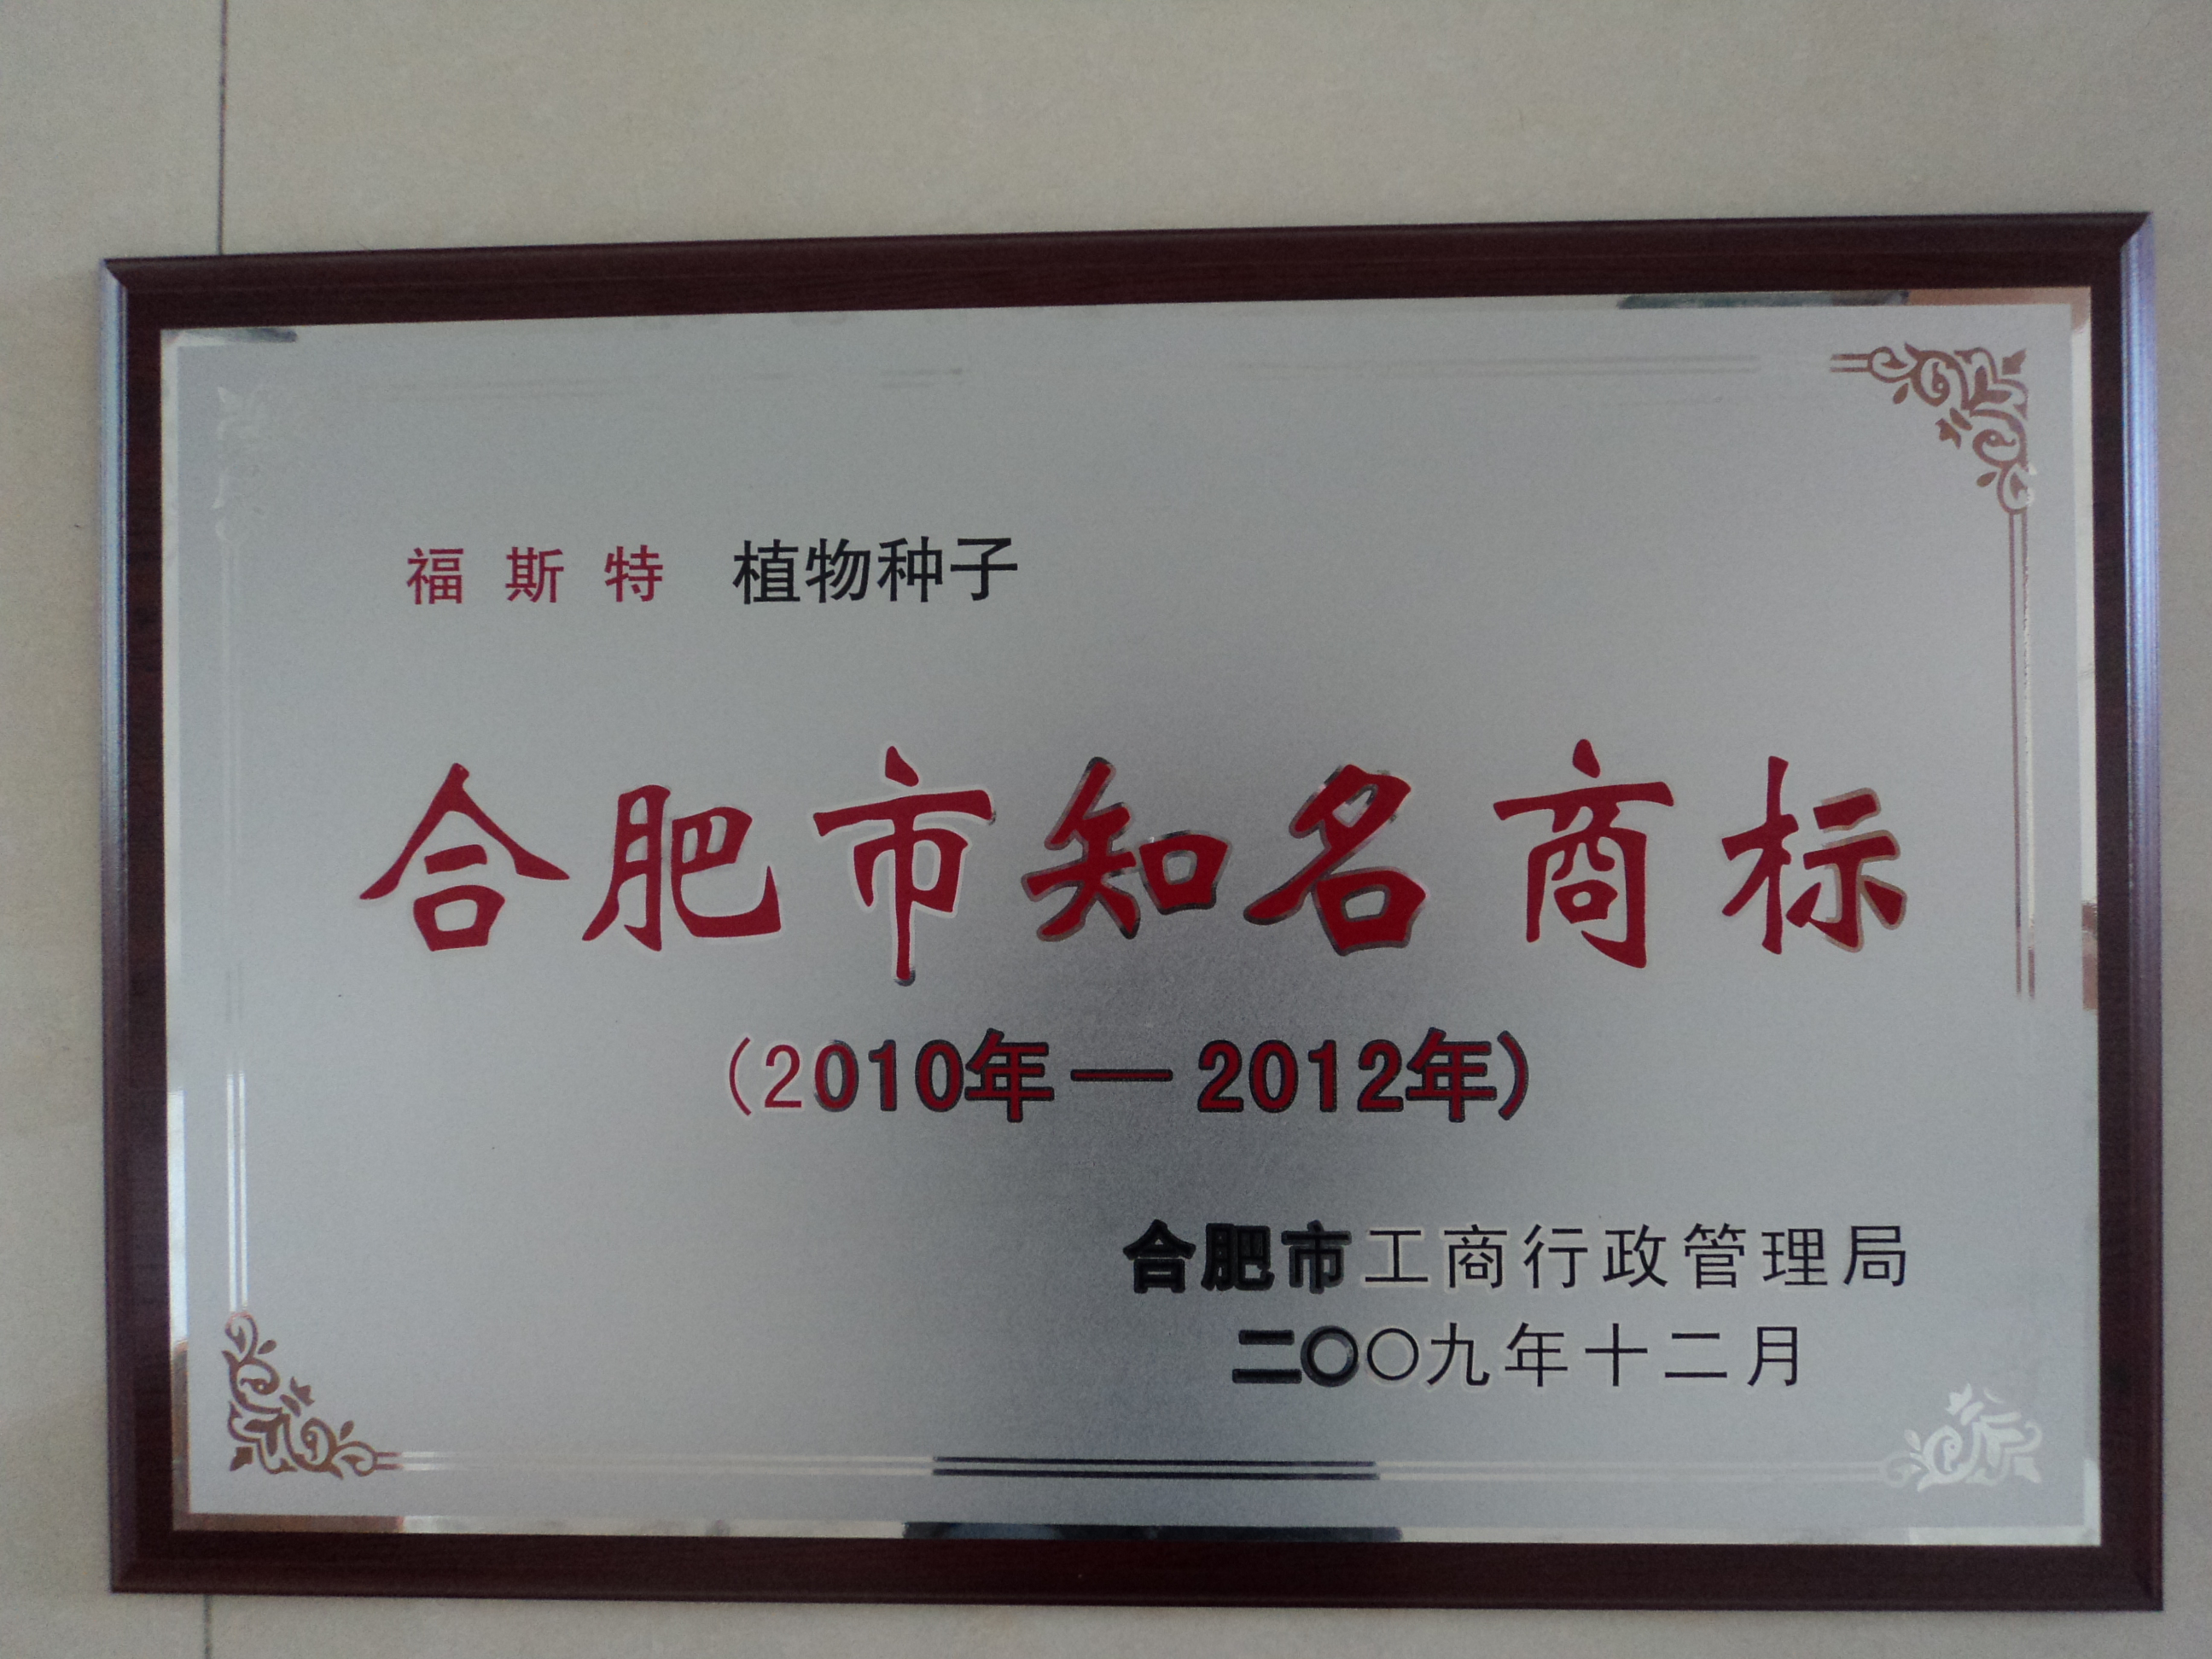 福斯特 植物种子
合肥市知名商标
(2010年—2012年)
合肥市工商行政管理局
二〇〇九年十二月